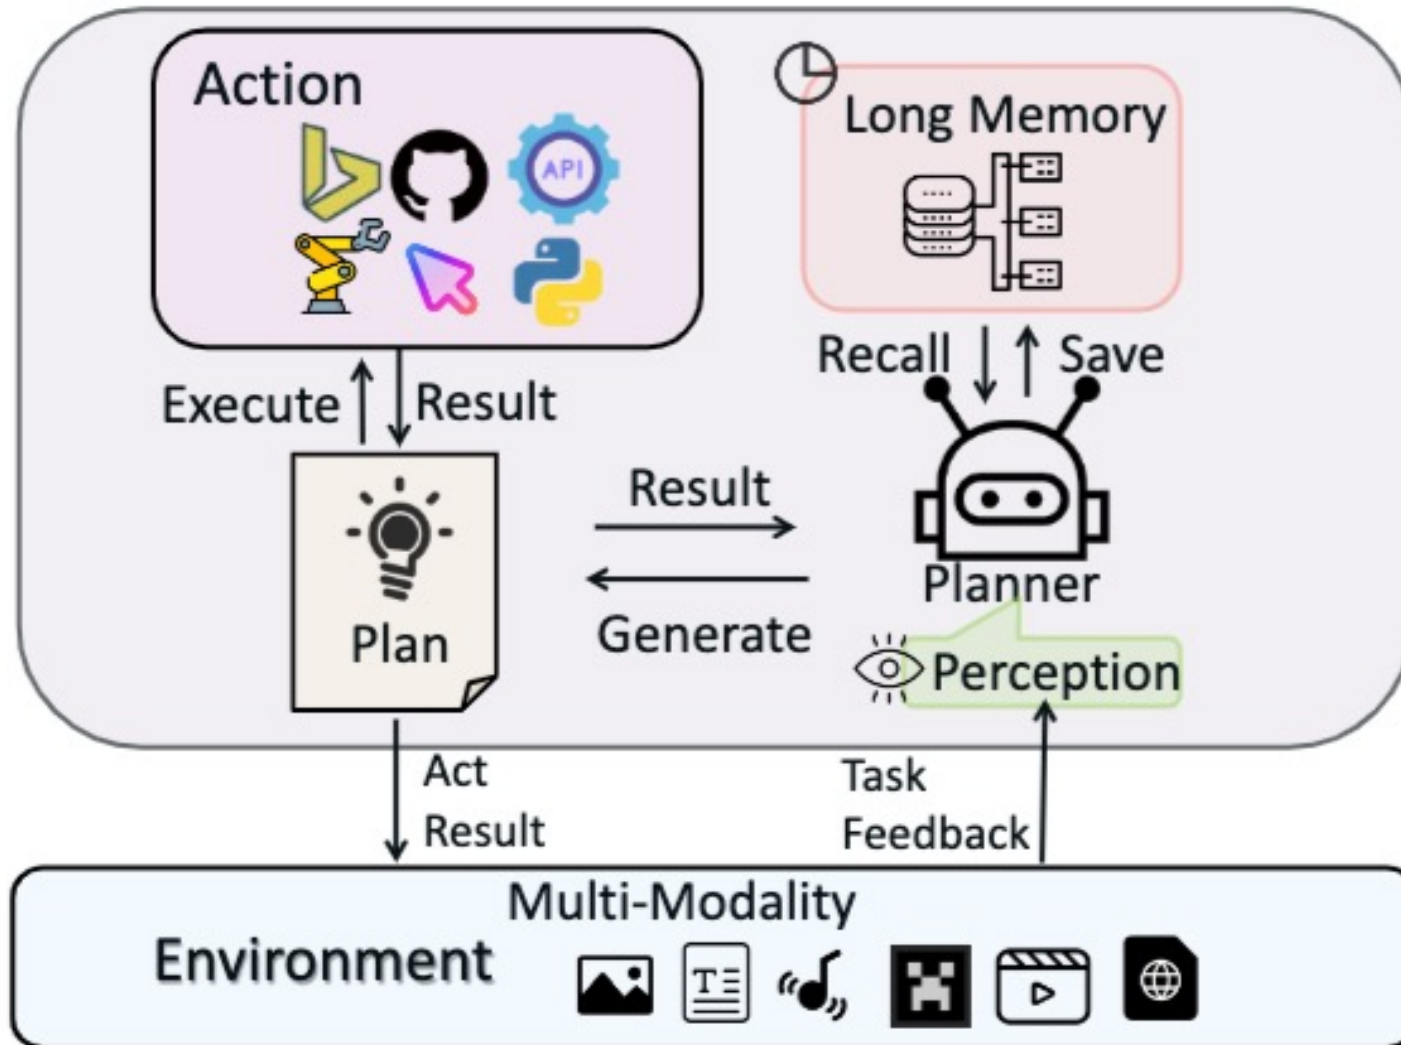 Action
API
Long Memory
Recall
Save
Execute
Result
Result
Generate
Plan
Planner
Perception
Act
Result
Task
Feedback
Multi-Modality
Environment
T